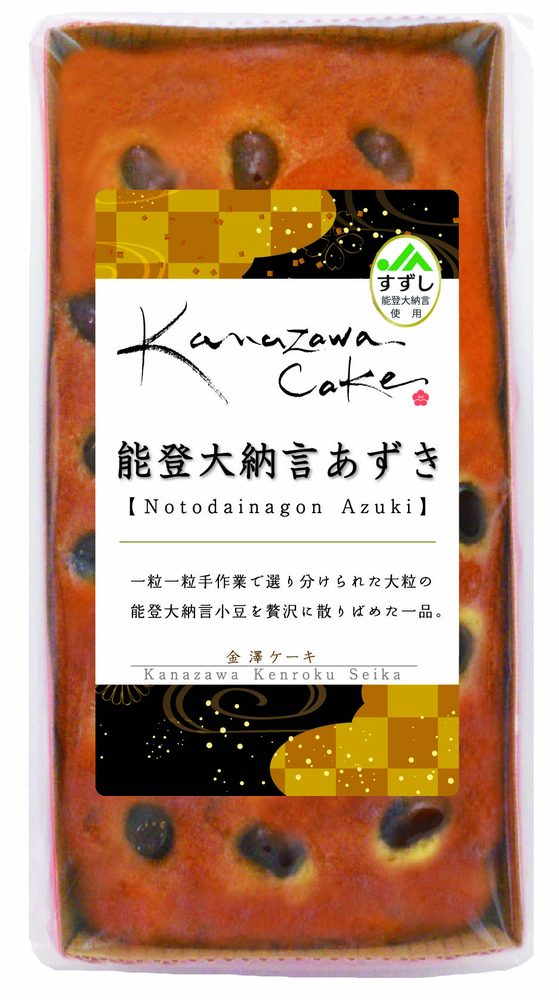 JA
すずし
能登大納言
使用
Kanazawa
Cake
能登大納言あずき
【Notodainagon Azuki】
一粒一粒手作業で選り分けられた大粒の
能登大納言小豆を贅沢に散りばめた一品。
金澤ケーキ
Kanazawa Kenroku Seika